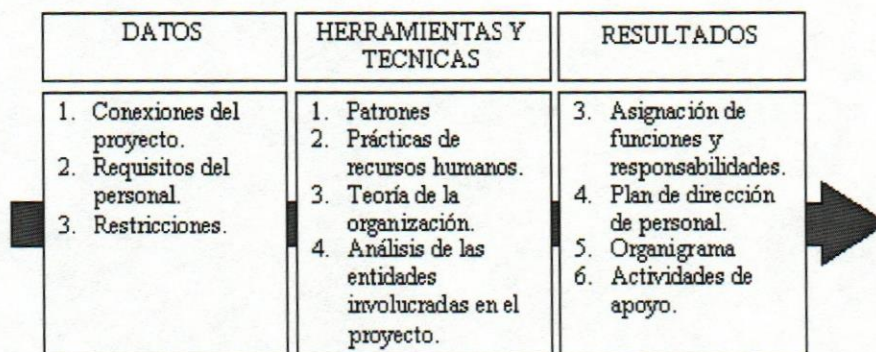 DATOS
1. Conexiones del
proyecto.
2. Requisitos del
personal.
3. Restricciones.
HERRAMIENTAS Y
TECNICAS
1. Patrones
2. Prácticas de
recursos humanos.
3. Teoría de la
organización.
4. Análisis de las
entidades
involucradas en el
proyecto.
RESULTADOS
3. Asignación de
funciones y
responsabilidades.
4. Plan de dirección
de personal.
5. Organigrama
6. Actividades de
apoyo.